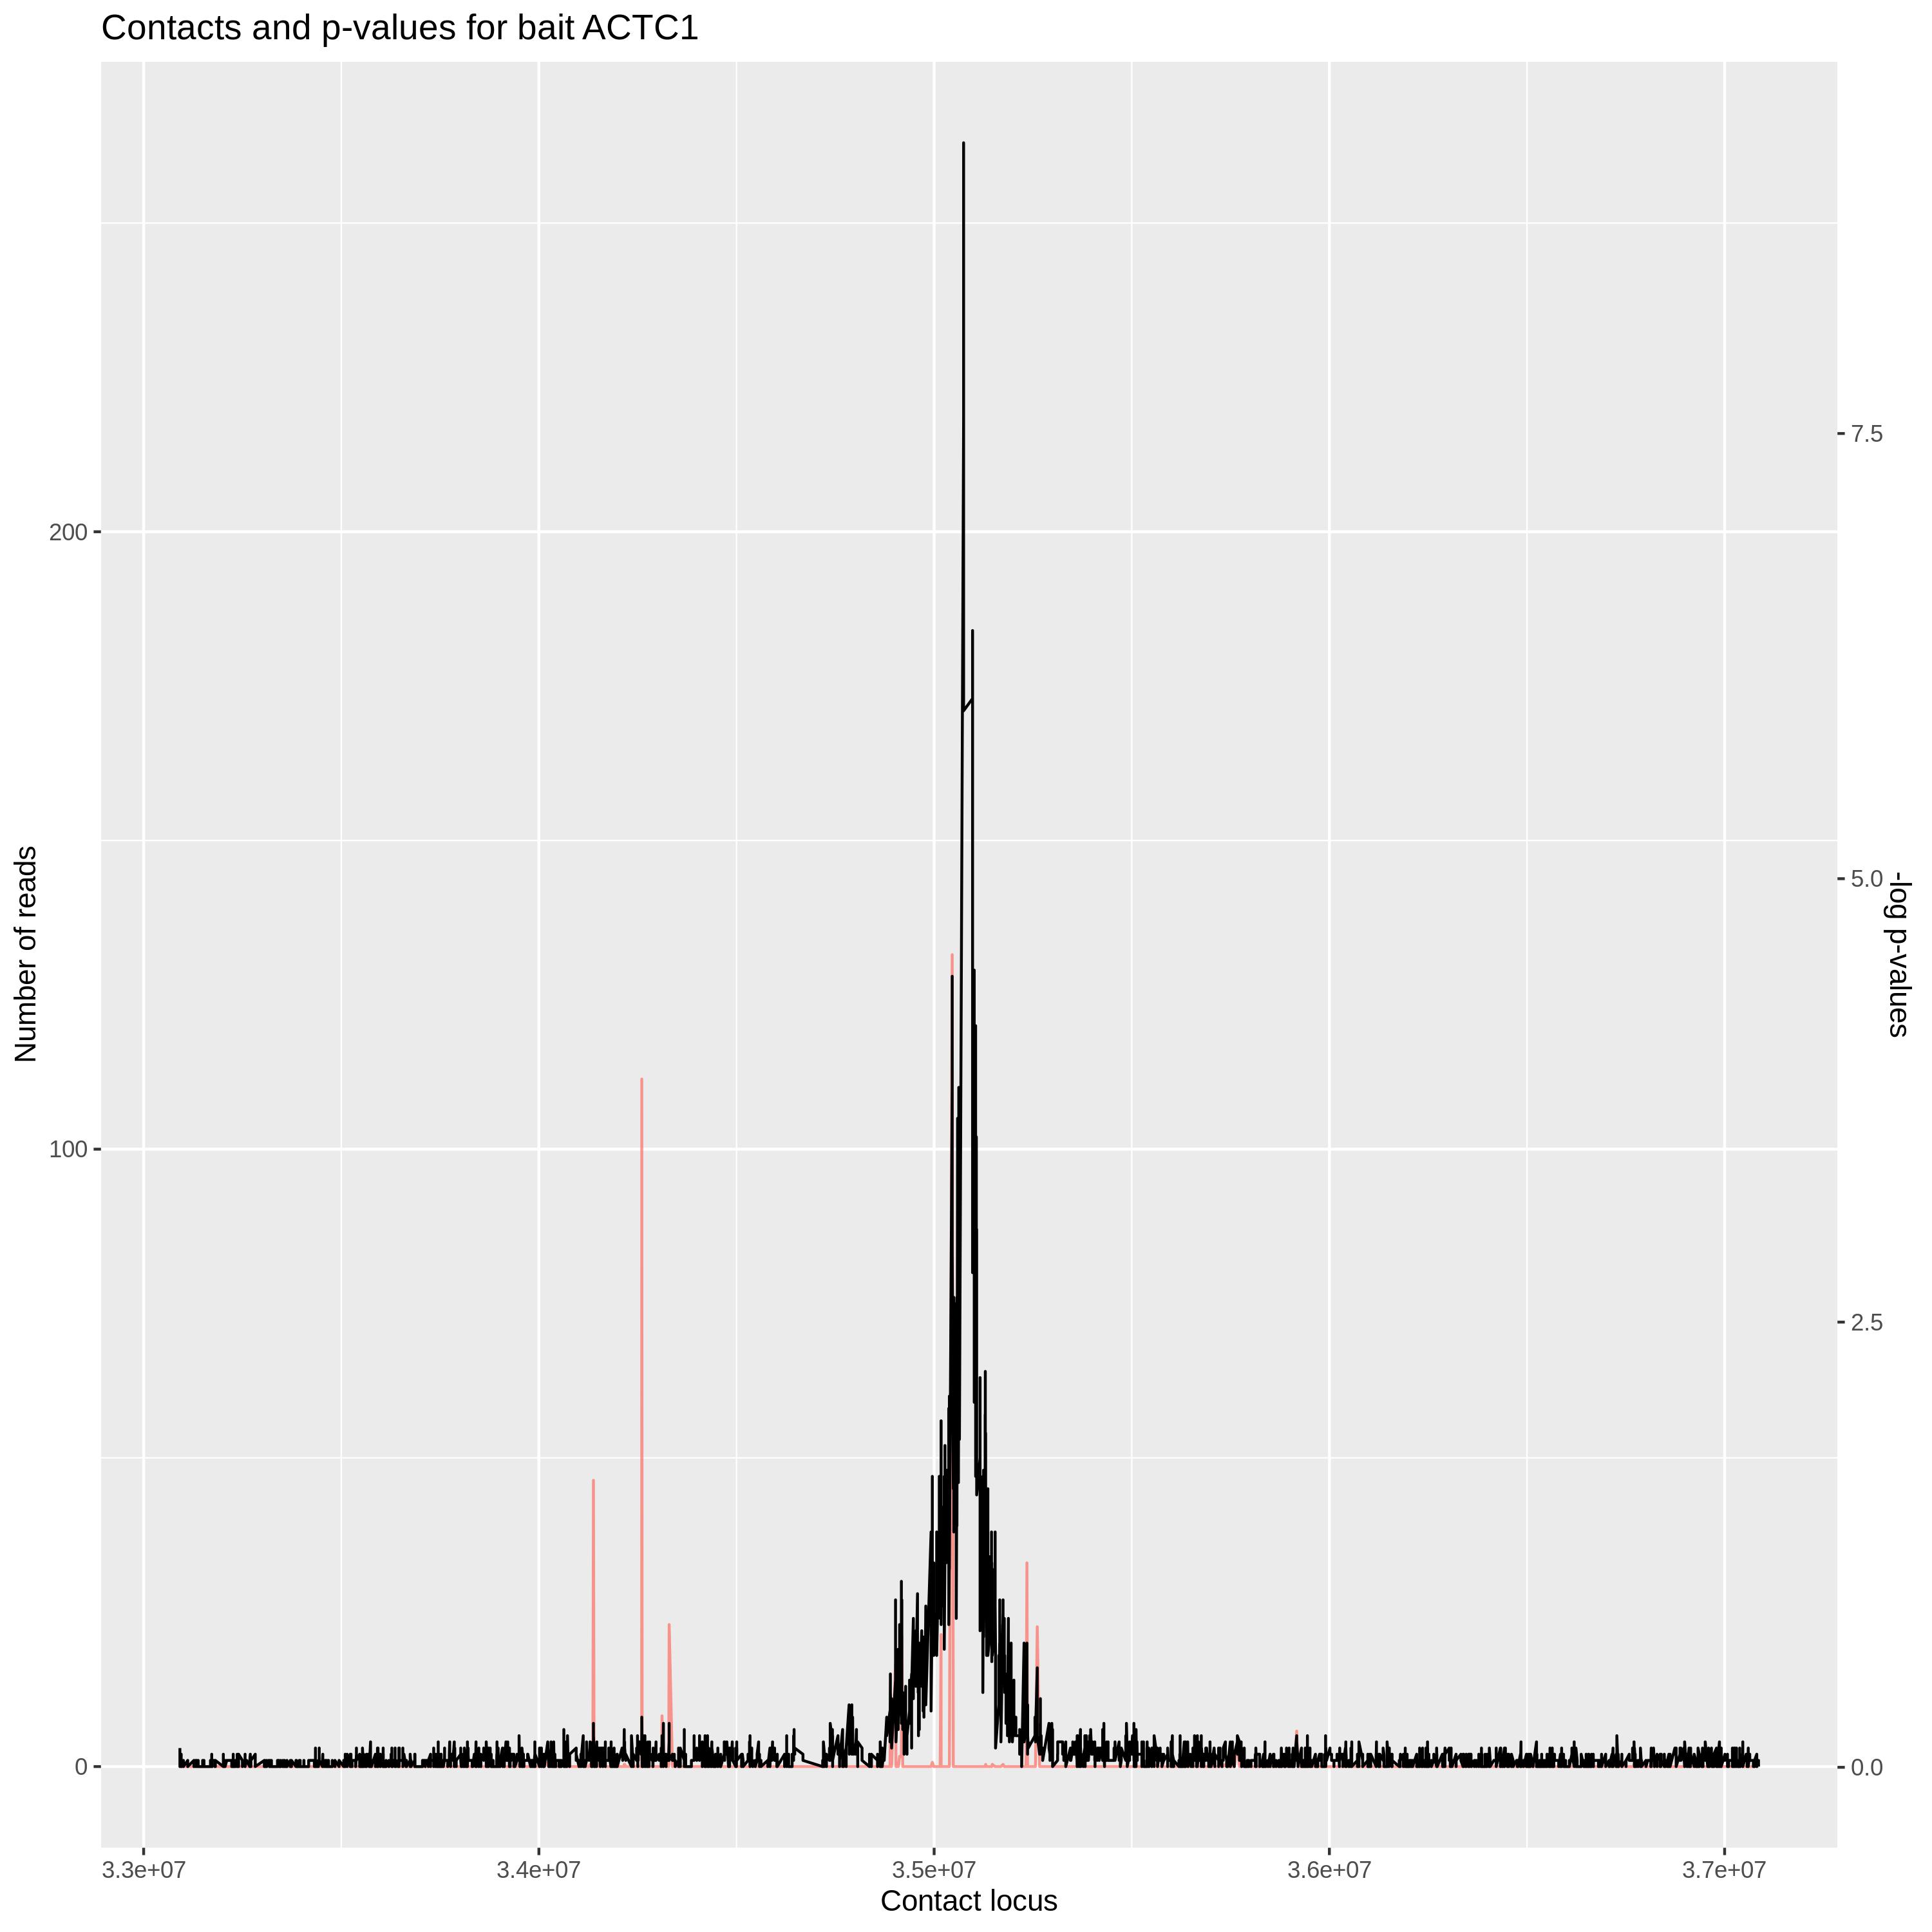 Contacts and p-values for bait ACTC1
Number of reads
200
100
0
7.5
5.0
2.5
0.0
-log p-values
3.3e+07 3.4e+07 3.5e+07 3.6e+07 3.7e+07
Contact locus